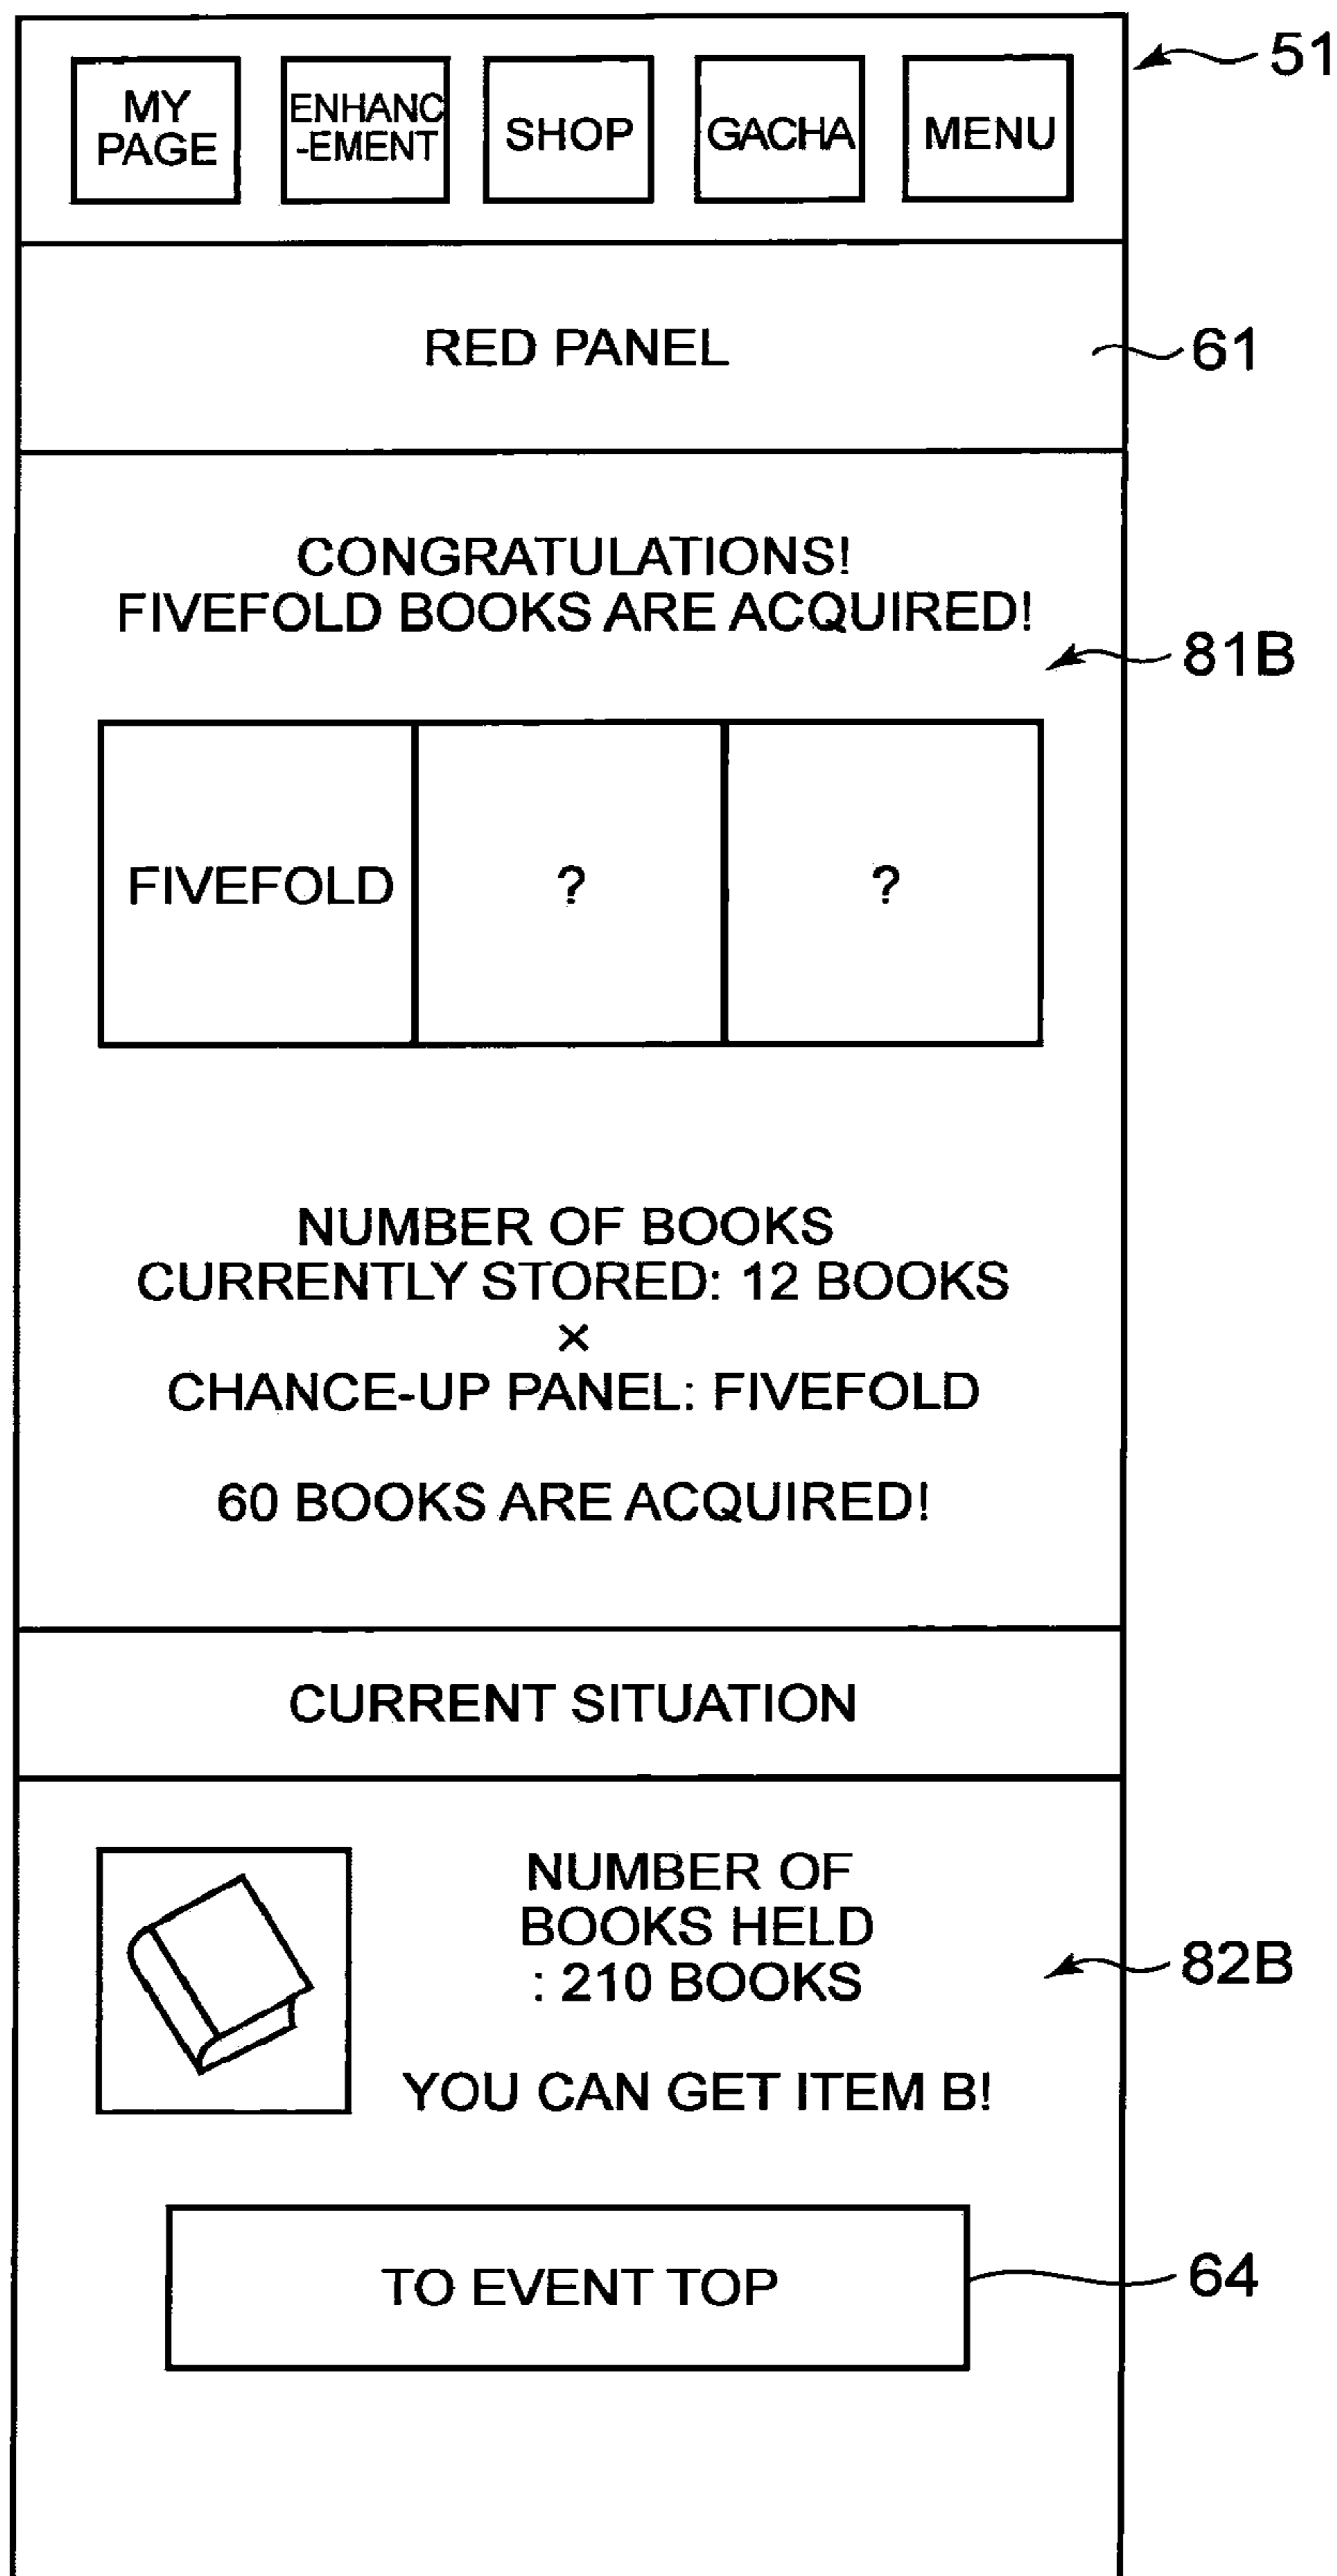 MY
PAGE
ENHANC
-EMENT
SHOP
GACHA
MENU
51
RED PANEL
61
CONGRATULATIONS!
FIVEFOLD BOOKS ARE ACQUIRED!
81B
FIVEFOLD
?
?
NUMBER OF BOOKS
CURRENTLY STORED: 12 BOOKS
×
CHANCE-UP PANEL: FIVEFOLD
60 BOOKS ARE ACQUIRED!
CURRENT SITUATION
NUMBER OF
BOOKS HELD
: 210 BOOKS
82B
YOU CAN GET ITEM B!
TO EVENT TOP
64